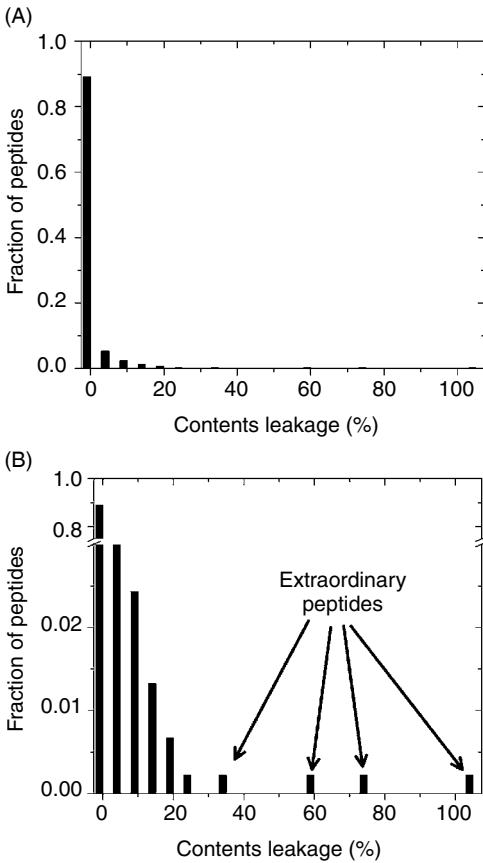 (A)
1.0
0.8
0.6
0.4
0.2
0.0
Fraction of peptides
0 20 40 60 80 100
Contents leakage (%)
(B)
1.0
0.8
0.02
0.01
0.00
Fraction of peptides
Extraordinary
peptides
0 20 40 60 80 100
Contents leakage (%)